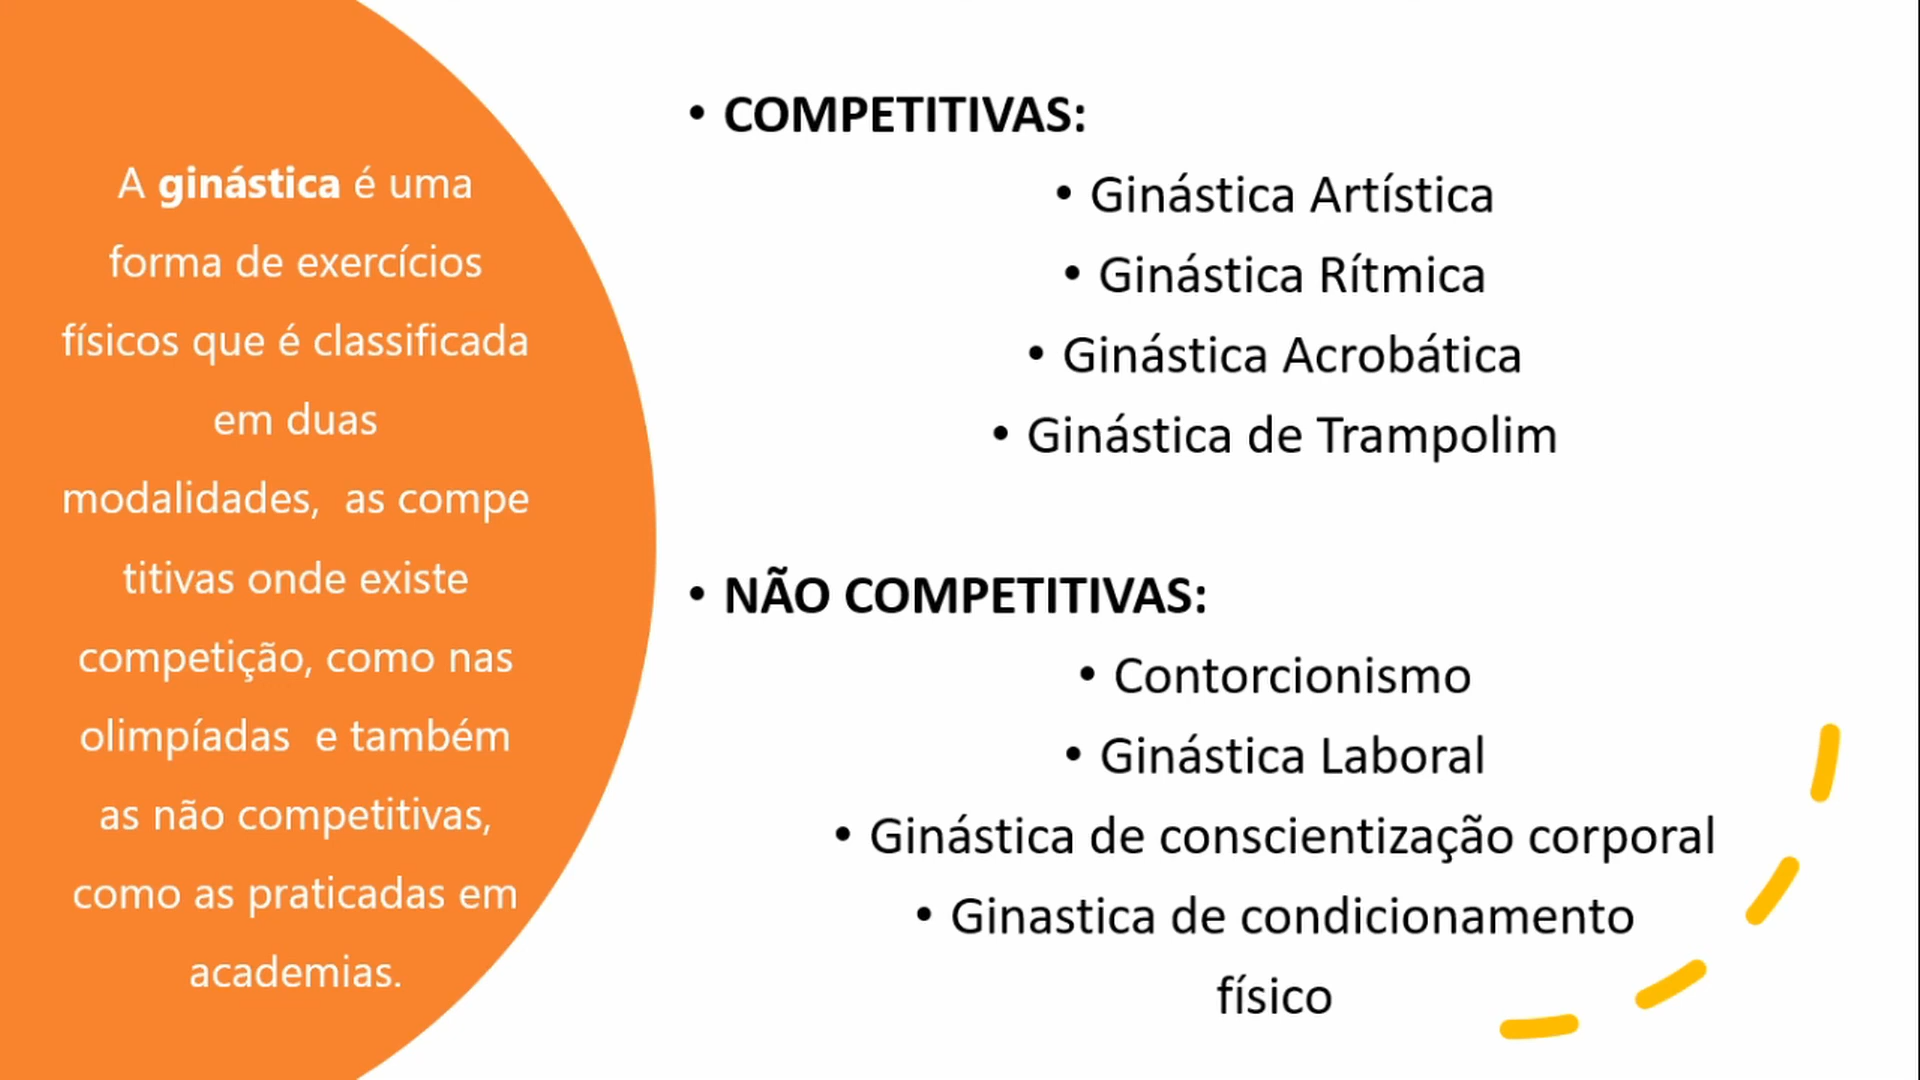 A ginástica é uma
forma de exercícios
físicos que é classificada
em duas
modalidades,  as compe
titivas onde existe
competição, como nas
olimpíadas  e também
as não competitivas,
como as praticadas em
academias.
• COMPETITIVAS:
• Ginástica Artística
• Ginástica Rítmica
• Ginástica Acrobática
• Ginástica de Trampolim
• NÃO COMPETITIVAS:
• Contorcionismo
• Ginástica Laboral
• Ginástica de conscientização corporal
• Ginastica de condicionamento
físico